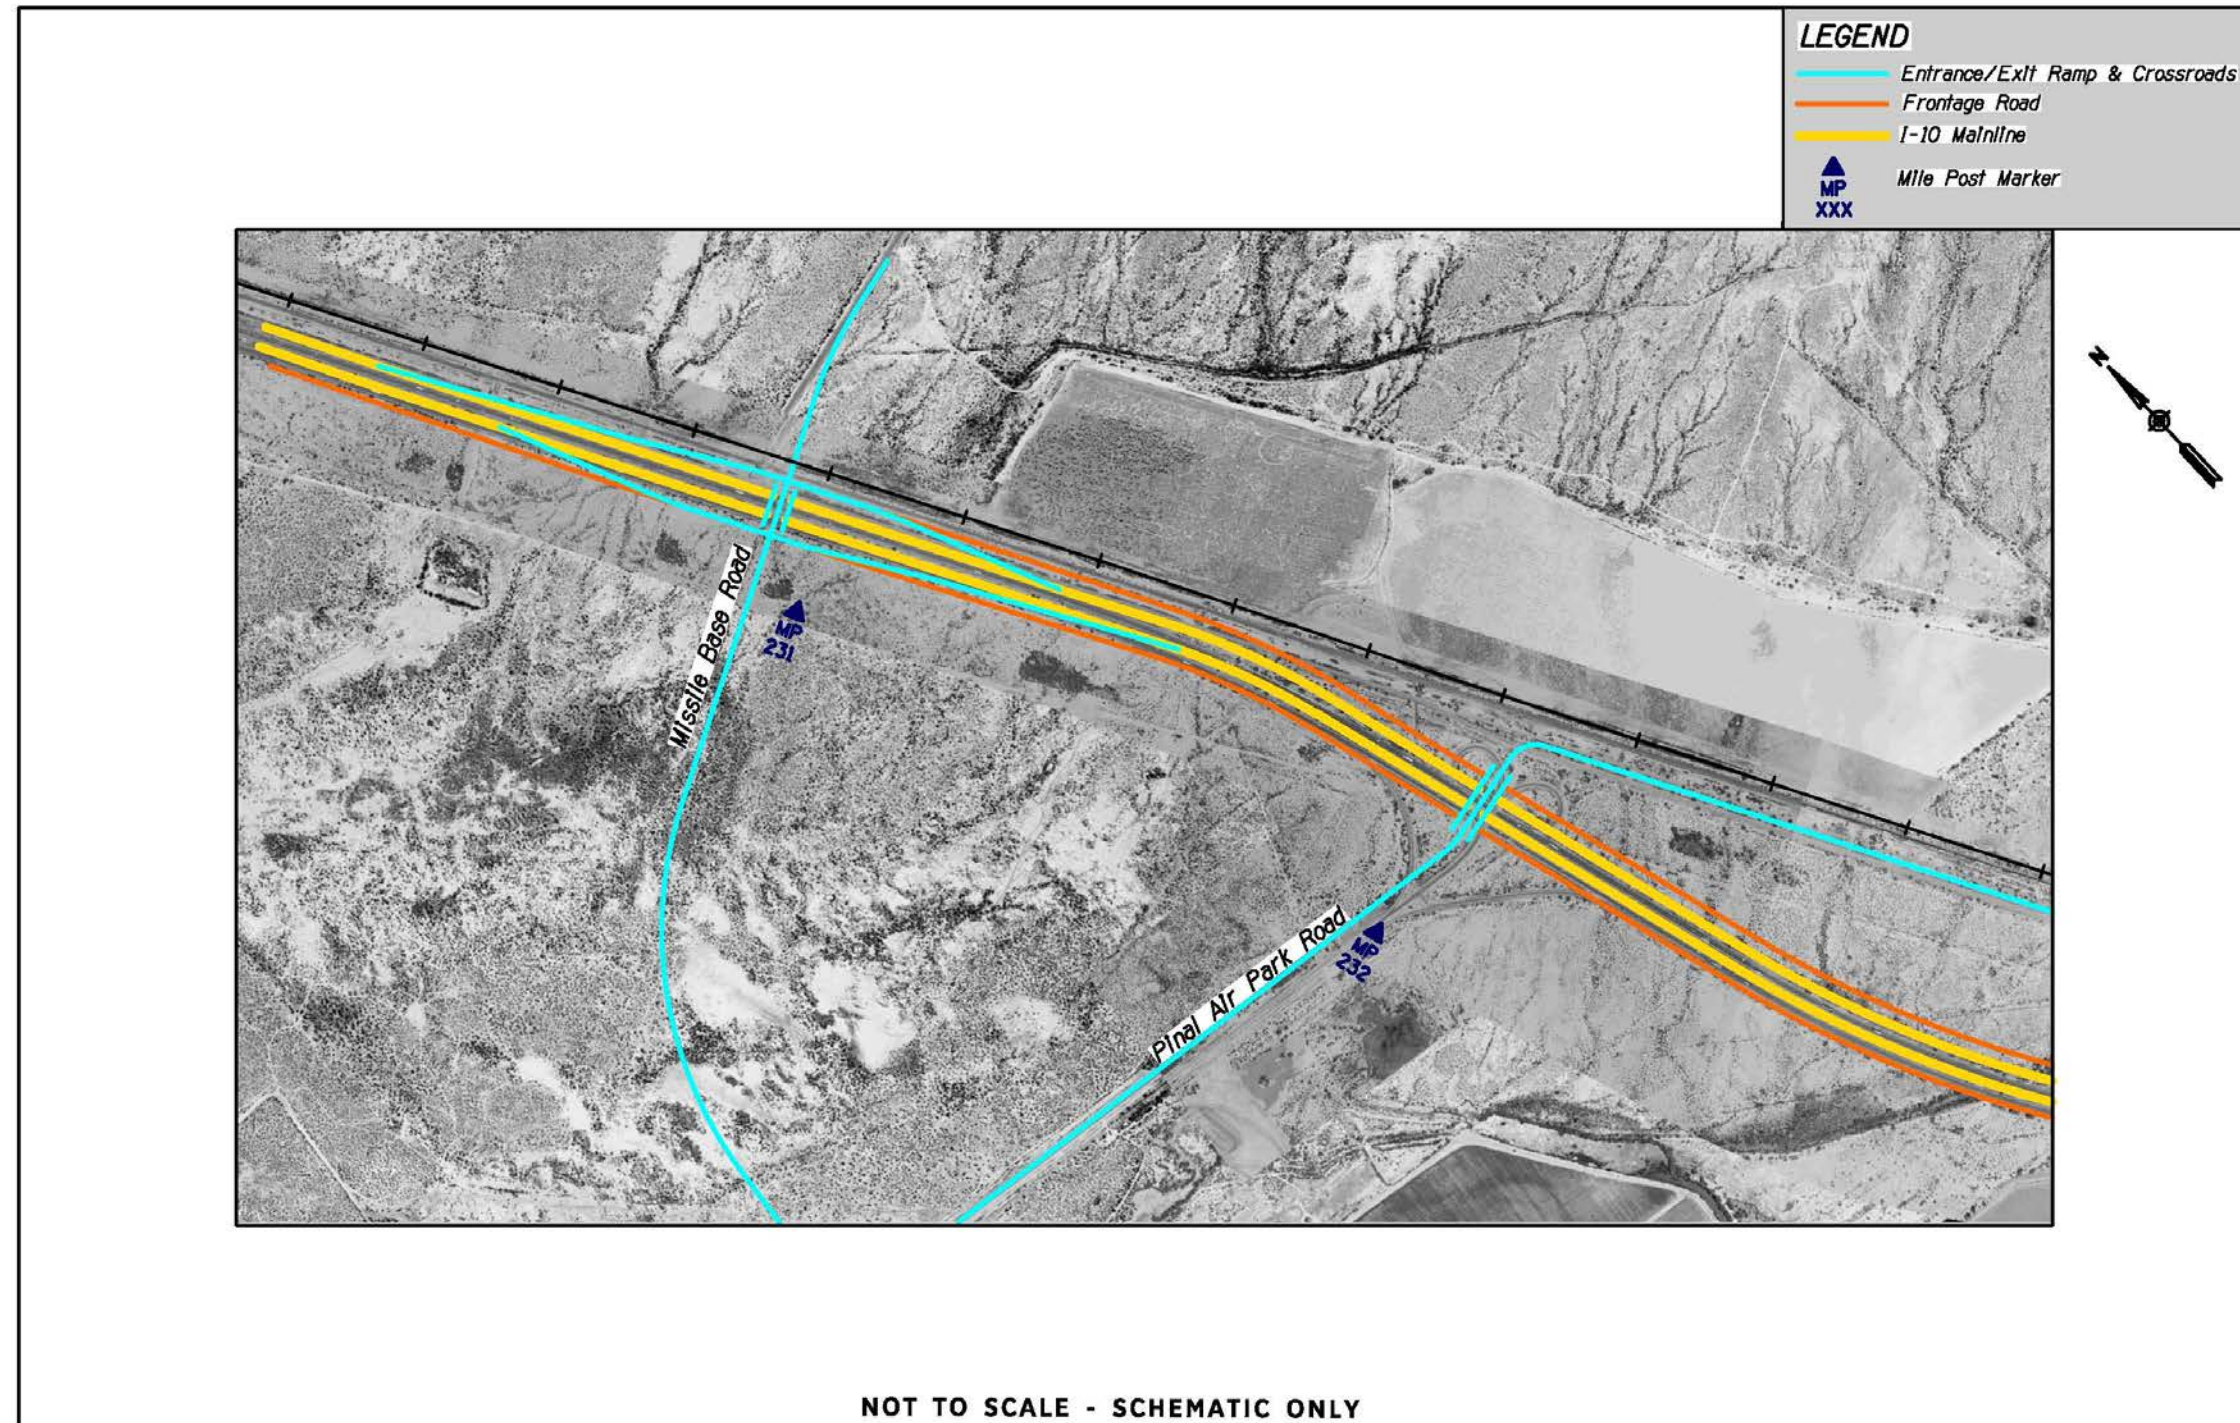 LEGEND
Entrance/Exit Ramp & Crossroads
Frontage Road
I-10 Mainline
MP
XXX
Mile Post Marker
N
Missile Base Road
MP
231
Pinal Air Park Road
MP
232
NOT TO SCALE - SCHEMATIC ONLY